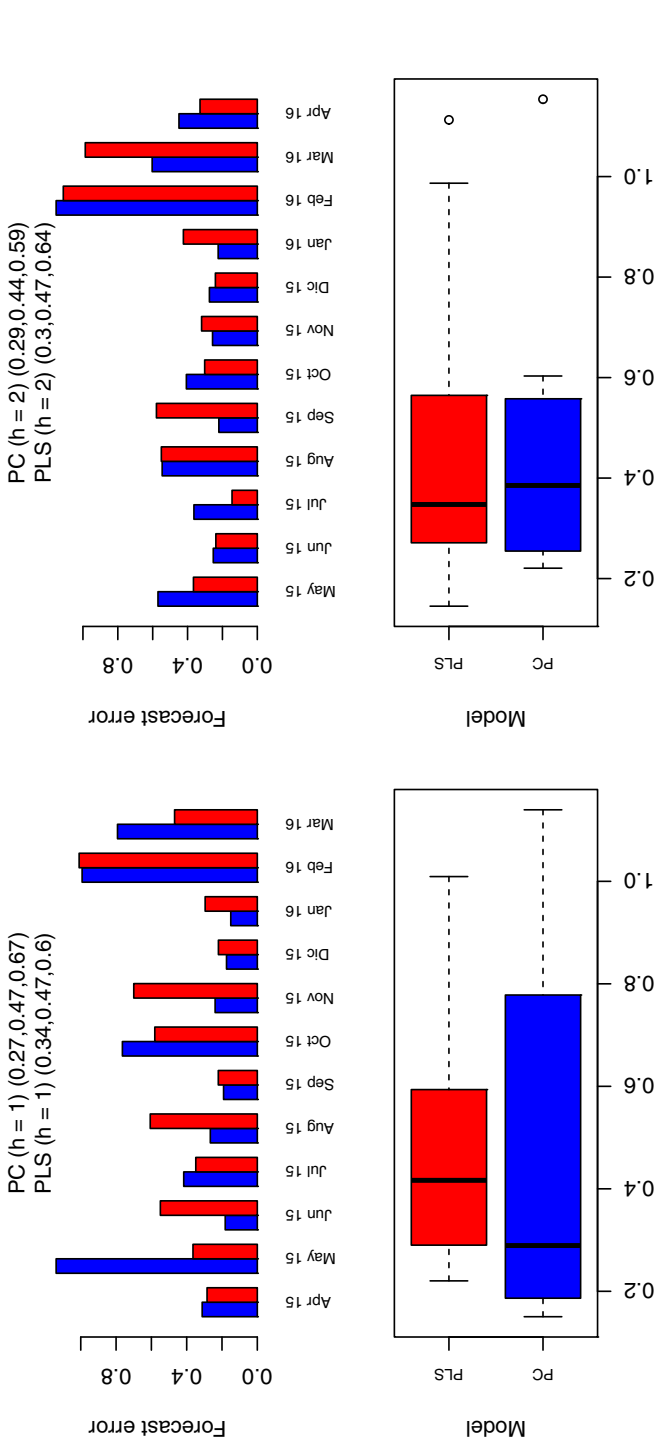 PC (h = 1) (0.27,0.47,0.67)
PLS (h = 1) (0.34,0.47,0.6)
Forecast error
0.0 0.4 0.8
Apr 15 May 15 Jun 15 Jul 15 Aug 15 Sep 15 Oct 15 Nov 15 Dic 15 Jan 16 Feb 16 Mar 16
Model
PC PLS
0.2 0.4 0.6 0.8 1.0
PC (h = 2) (0.29,0.44,0.59)
PLS (h = 2) (0.3,0.47,0.64)
Forecast error
0.0 0.4 0.8
May 15 Jun 15 Jul 15 Aug 15 Sep 15 Oct 15 Nov 15 Dic 15 Jan 16 Feb 16 Mar 16 Apr 16
Model
PC PLS
0.2 0.4 0.6 0.8 1.0